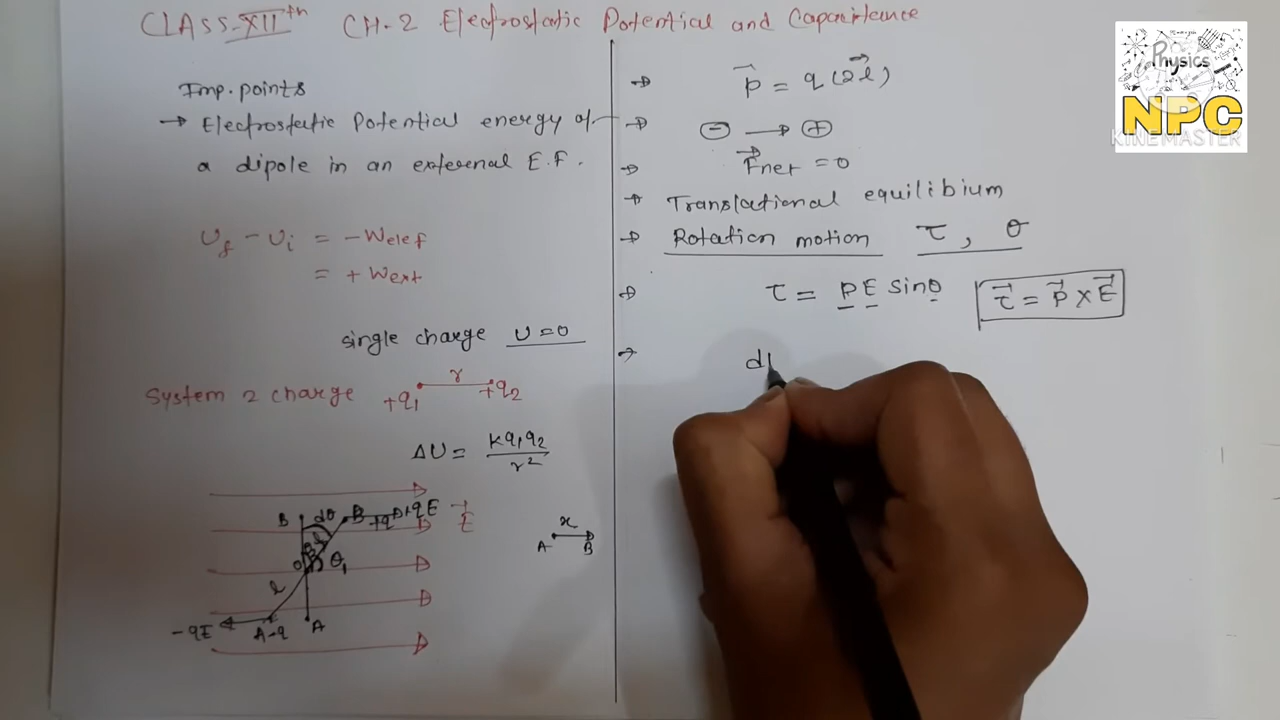 CLASS-XIIth CH-2 Electrostatic Potential and Capacitance
Imp. points
→ Electrostatic Potential energy of
a dipole in an external E.F.
Uf - Ui = -Welef
= + Wext
single charge U=0
System 2 charge +q1 r +q2
ΔU = Kq1q2/r2
B dθ B +q +qE E
O θ1
l
-qE A-q A
x
A B
→ p = q(2l)
→ ⊖ → ⊕
→ Fnet = 0
→ Translational equilibium
→ Rotation motion τ, θ
→ τ = PE sinθ τ = P × E
→ d
Physics
NPC
KINEMASTER